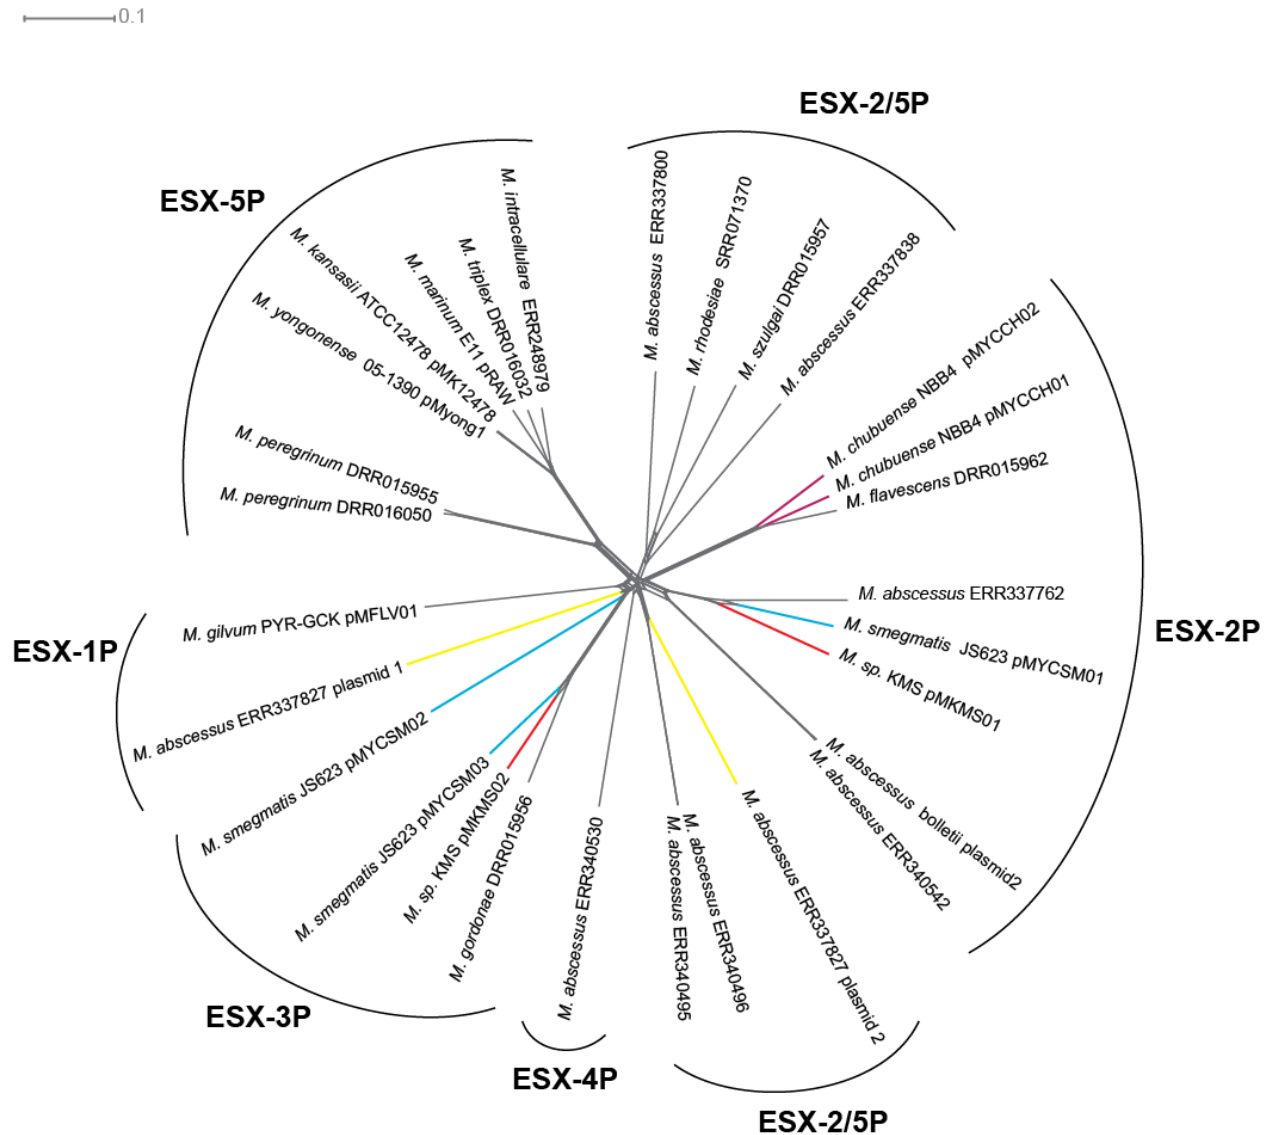 0.1
ESX-2/5P
ESX-5P
M. intracellulare ERR248979
M. triplex DRR016032
M. marinum E11 pRAW
M. kansasii ATCC12478 pMK12478
M. yongonense 05-1390 pMyong1
M. peregrinum DRR015955
M. peregrinum DRR016050
M. abscessus ERR337800
M. rhodesiae SRR071370
M. szulgai DRR015957
M. abscessus ERR337838
M. chubuense NBB4 pMYCCH02
M. chubuense NBB4 pMYCCH01
M. flavescens DRR015962
M. abscessus ERR337762
M. smegmatis JS623 pMYCSM01
M. sp. KMS pMKMS01
ESX-2P
M. abscessus bolletii plasmid2
M. abscessus ERR340542
M. abscessus ERR337827 plasmid 2
M. abscessus ERR340496
M. abscessus ERR340495
ESX-2/5P
M. abscessus ERR340530
ESX-4P
M. gordonae DRR015956
M. sp. KMS pMKMS02
M. smegmatis JS623 pMYCSM03
ESX-3P
M. smegmatis JS623 pMYCSM02
M. abscessus ERR337827 plasmid 1
ESX-1P
M. gilvum PYR-GCK pMFLV01